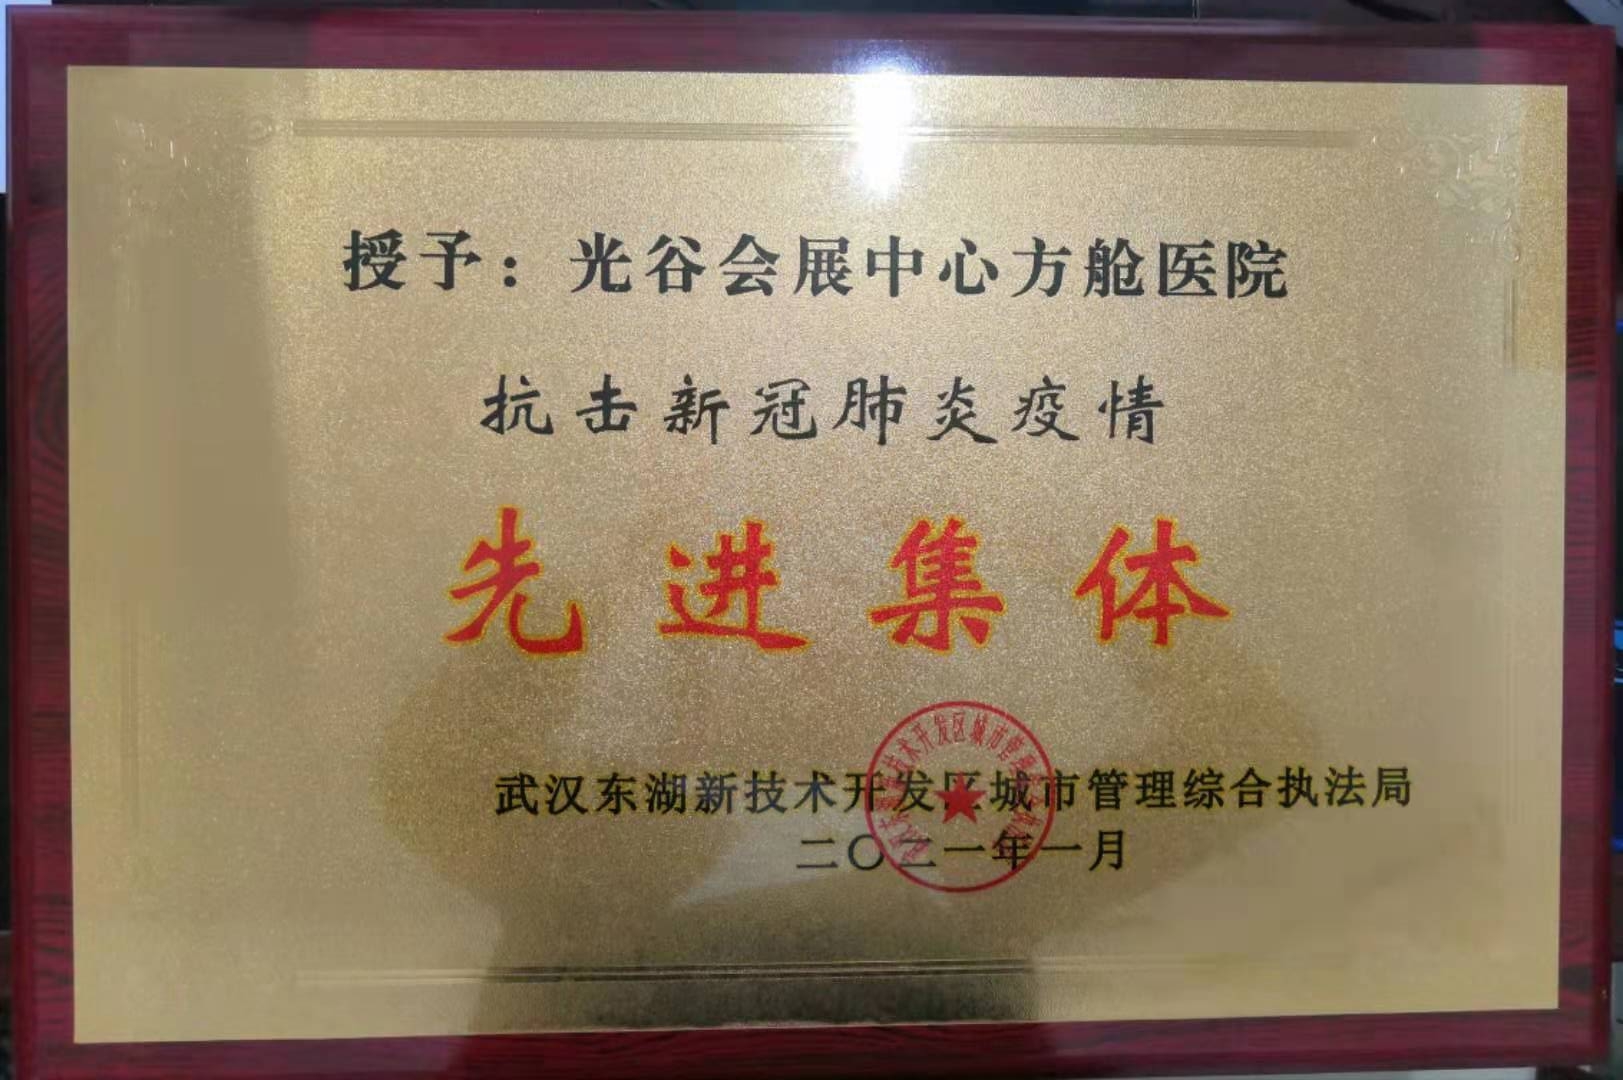 授予：光谷会展中心方舱医院
抗击新冠肺炎疫情
先进集体
武汉东湖新技术开发区城市管理综合执法局
二〇二一年一月